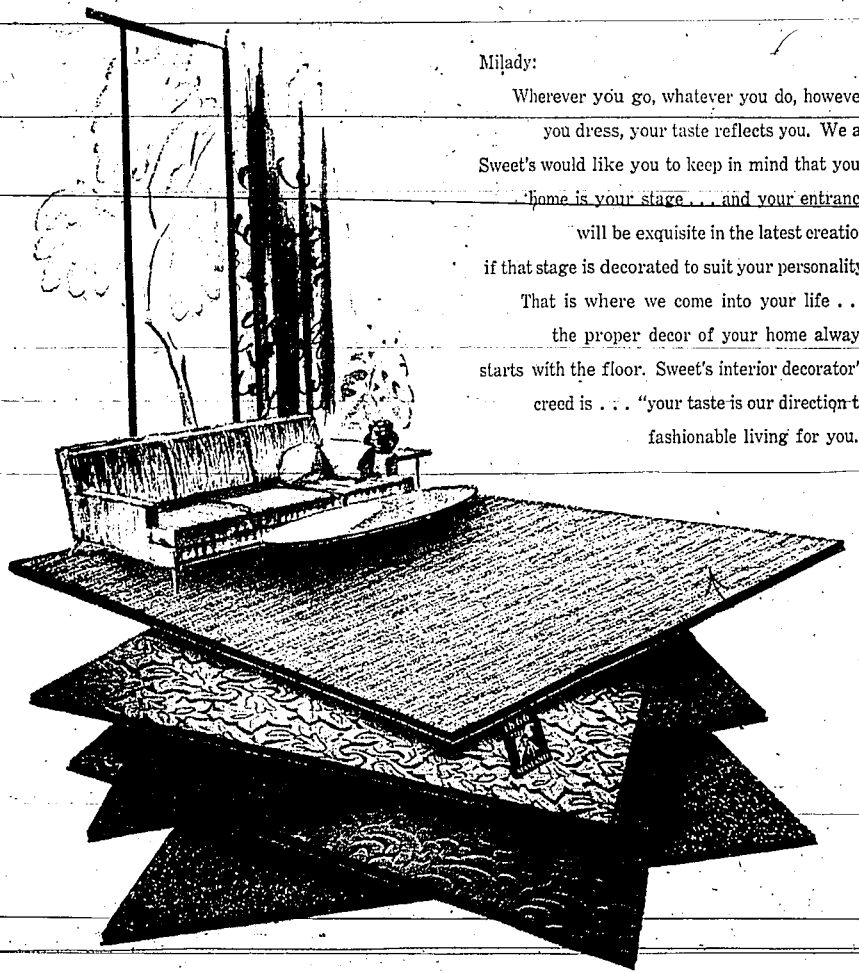 Milady:
Wherever you go, whatever you do, howeve
you dress, your taste reflects you. We a
Sweet's would like you to keep in mind that you
home is your stage . . . and your entranc
will be exquisite in the latest creatio
if that stage is decorated to suit your personality
That is where we come into your life . .
the proper decor of your home alway
starts with the floor. Sweet's interior decorator'
creed is . . . "your taste is our direction t
fashionable living for you.